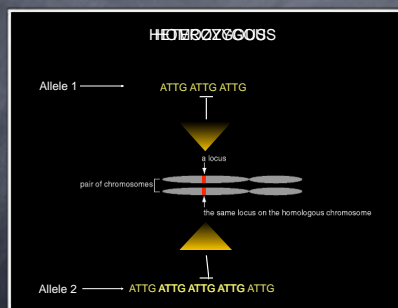 Allele 1
ATTG ATTG ATTG
a locus
pair of chromosomes
the same locus on the homologous chromosome
Allele 2
ATTG ATTG ATTG ATTG ATTG